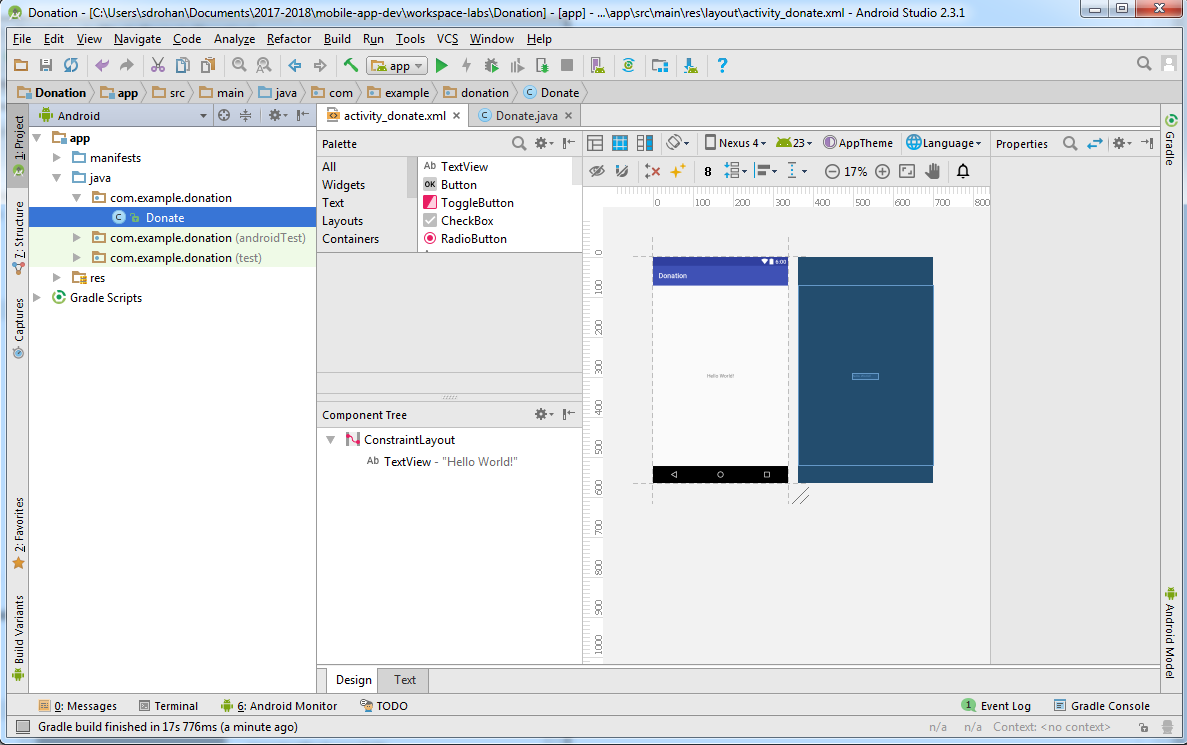 Donation - [C:\Users\sdrohan\Documents\2017-2018\mobile-app-dev\workspace-labs\Donation] - [app] - ...\app\src\main\res\layout\activity_donate.xml - Android Studio 2.3.1
File Edit View Navigate Code Analyze Refactor Build Run Tools VCS Window Help
app
Donation app src main java com example donation Donate
1: Project
Z: Structure
Captures
2: Favorites
Build Variants
Android
app
manifests
java
com.example.donation
Donate
com.example.donation (androidTest)
com.example.donation (test)
res
Gradle Scripts
activity_donate.xml Donate.java
Palette
All
Widgets
Text
Layouts
Containers
Ab TextView
OK Button
ToggleButton
CheckBox
RadioButton
Component Tree
ConstraintLayout
Ab TextView - "Hello World!"
Nexus 4 23 AppTheme Language
8 17%
0 100 200 300 400 500 600 700 800
0
100
200
300
400
500
600
700
800
900
1000
6:00
Donation
Hello World!
Design Text
Properties
Gradle
Android Model
0: Messages Terminal 6: Android Monitor TODO 1 Event Log Gradle Console
Gradle build finished in 17s 776ms (a minute ago) n/a n/a Context: <no context>